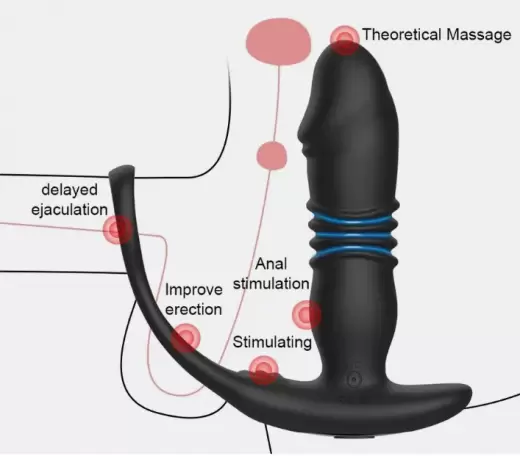 Theoretical Massage
delayed
ejaculation
Anal
stimulation
Improve
erection
Stimulating